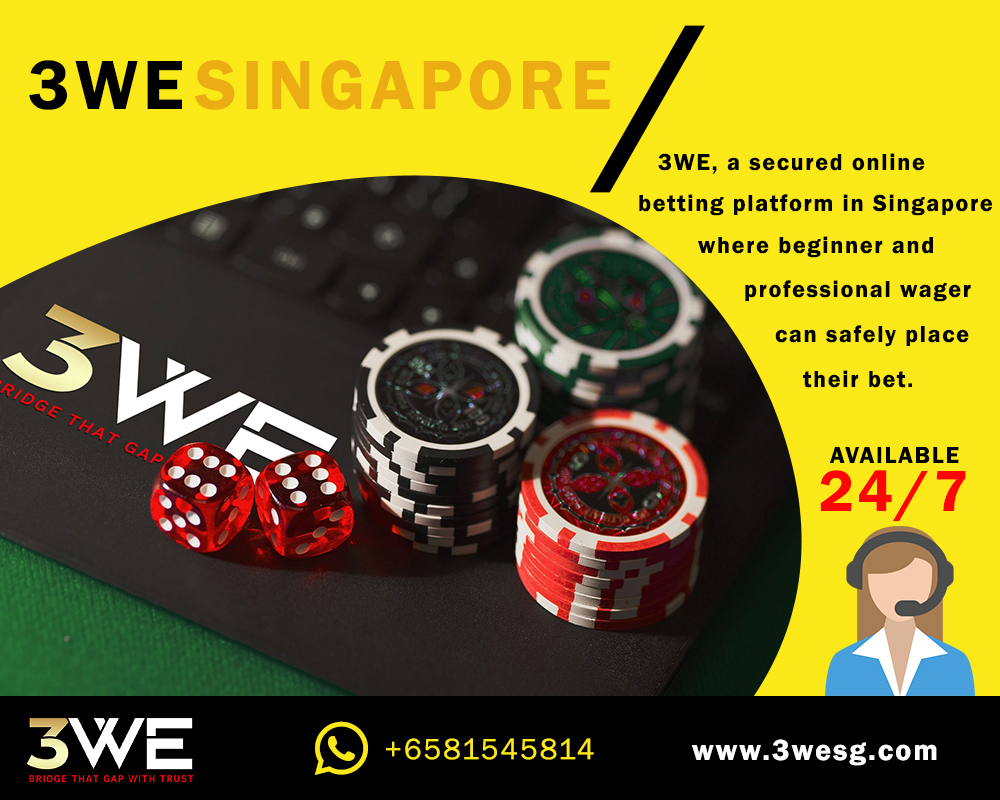 3WE SINGAPORE
3WE, a secured online
betting platform in Singapore
where beginner and
professional wager
can safely place
their bet.
3WE
BRIDGE THAT GAP
AVAILABLE
24/7
3WE
BRIDGE THAT GAP WITH TRUST
+6581545814
www.3wesg.com